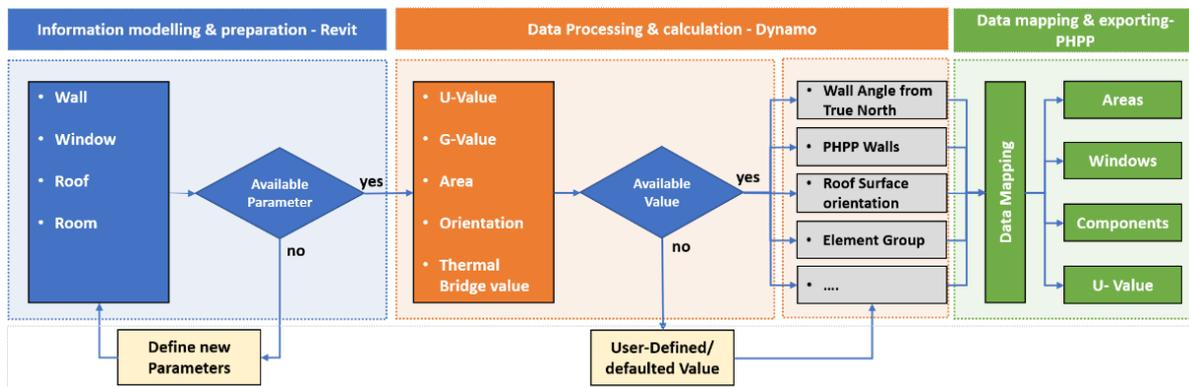 Information modelling & preparation - Revit
Data Processing & calculation - Dynamo
Data mapping & exporting-
PHPP
• Wall
• Window
• Roof
• Room
Available
Parameter
yes
no
Define new
Parameters
• U-Value
• G-Value
• Area
• Orientation
• Thermal
Bridge value
Available
Value
yes
no
User-Defined/
defaulted Value
• Wall Angle from
True North
• PHPP Walls
• Roof Surface
orientation
• Element Group
• ....
Data Mapping
Areas
Windows
Components
U- Value